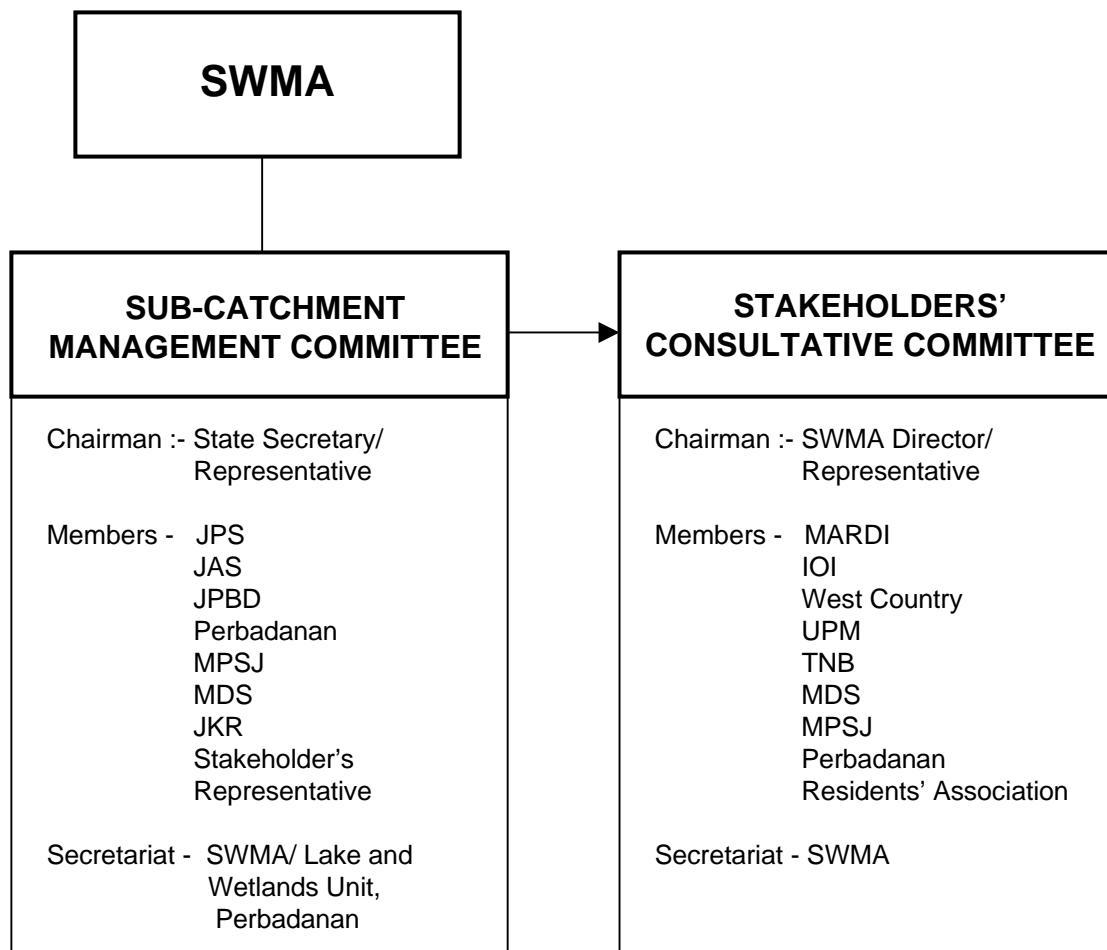 SWMA
SUB-CATCHMENT
MANAGEMENT COMMITTEE
Chairman :- State Secretary/
Representative
Members - JPS
JAS
JPBD
Perbadanan
MPSJ
MDS
JKR
Stakeholder's
Representative
Secretariat - SWMA/ Lake and
Wetlands Unit,
Perbadanan
STAKEHOLDERS’
CONSULTATIVE COMMITTEE
Chairman :- SWMA Director/
Representative
Members - MARDI
IOI
West Country
UPM
TNB
MDS
MPSJ
Perbadanan
Residents’ Association
Secretariat - SWMA